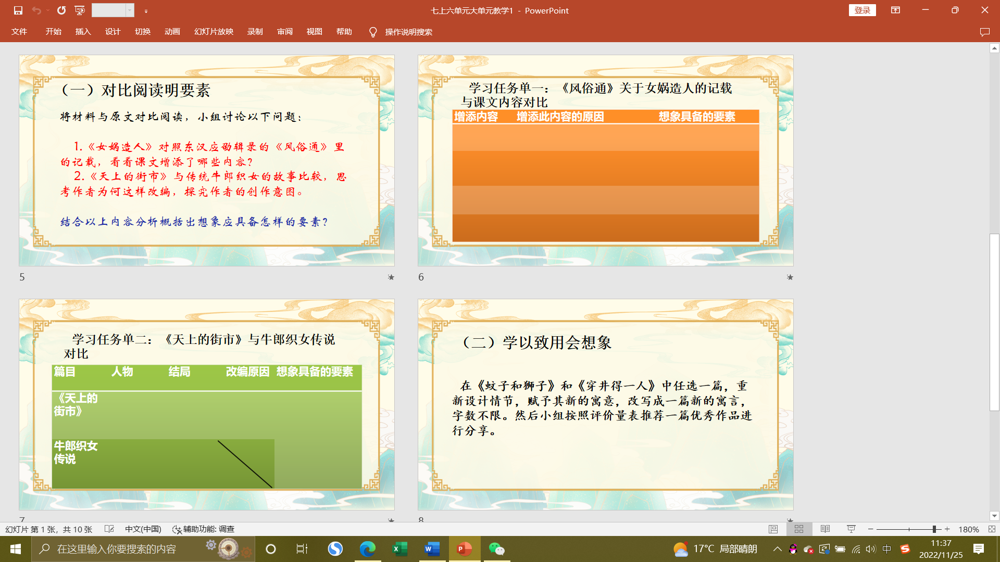 七上六单元大单元教学1 - PowerPoint
登录
文件 开始 插入 设计 切换 动画 幻灯片放映 录制 审阅 视图 帮助 操作说明搜索
（一）对比阅读明要素
将材料与原文对比阅读，小组讨论以下问题：
1.《女娲造人》对照东汉应劭辑录的《风俗通》里
的记载，看看课文增添了哪些内容？
2.《天上的街市》与传统牛郎织女的故事比较，思
考作者为何这样改编，探究作者的创作意图。
结合以上内容分析概括出想象应具备怎样的要素？
5
学习任务单一：《风俗通》关于女娲造人的记载
与课文内容对比
增添内容 增添此内容的原因 想象具备的要素
6
学习任务单二：《天上的街市》与牛郎织女传说
对比
篇目 人物 结局 改编原因 想象具备的要素
《天上的
街市》
牛郎织女
传说
7
（二）学以致用会想象
在《蚊子和狮子》和《穿井得一人》中任选一篇，重
新设计情节，赋予其新的寓意，改写成一篇新的寓言，
字数不限。然后小组按照评价量表推荐一篇优秀作品进
行分享。
8
幻灯片 第 1 张，共 10 张 中文(中国) 辅助功能: 调查 180%
在这里输入你要搜索的内容
17°C 局部晴朗
中
11:37
2022/11/25